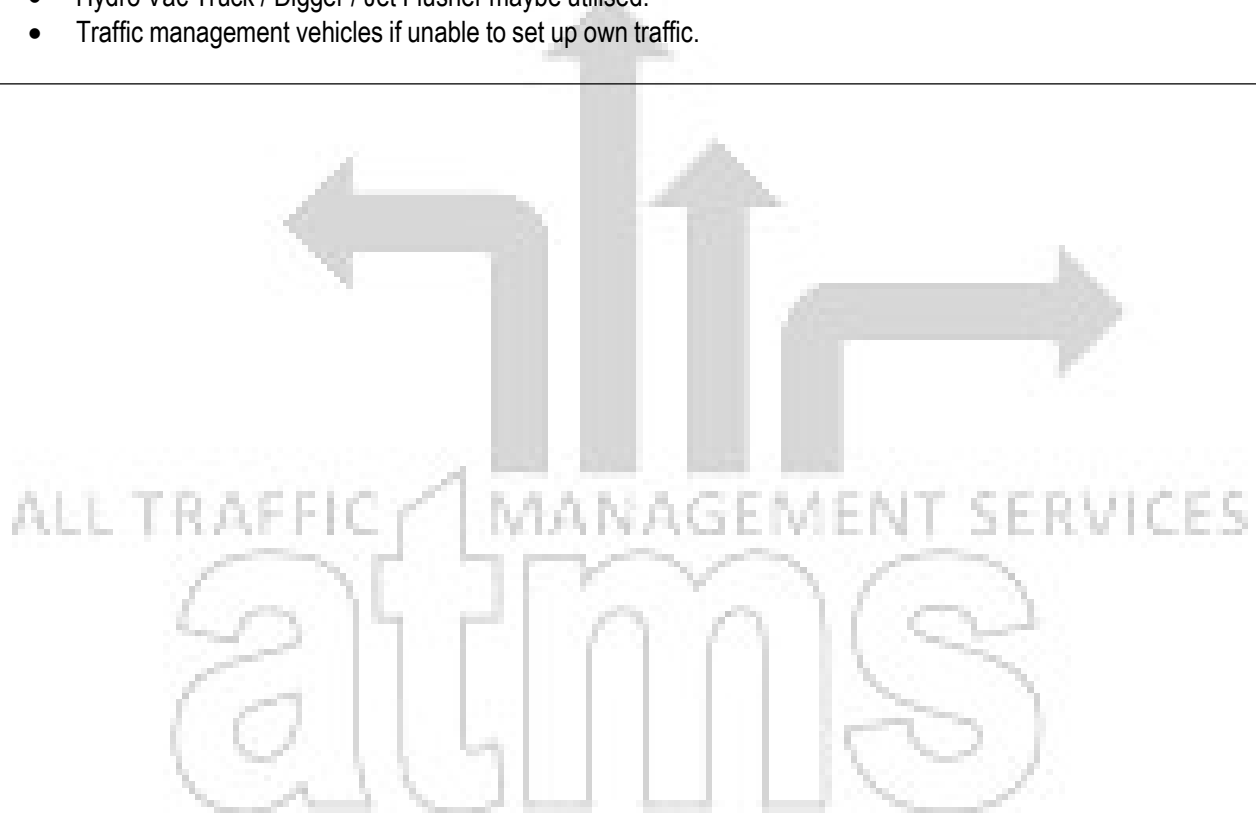 • Hydro Vac Truck / Digger / Jet Flusher maybe utilised.
• Traffic management vehicles if unable to set up own traffic.
ALL TRAFFIC MANAGEMENT SERVICES
atms